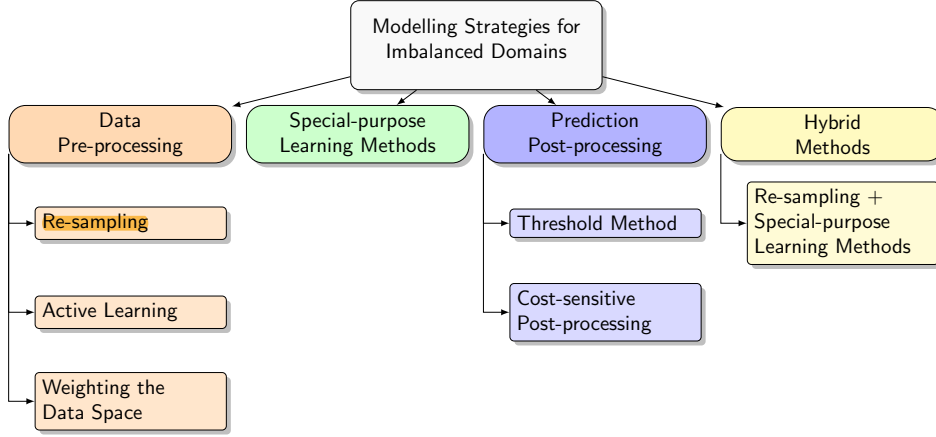 Modelling Strategies for
Imbalanced Domains
Data
Pre-processing
Special-purpose
Learning Methods
Prediction
Post-processing
Hybrid
Methods
Re-sampling
Active Learning
Weighting the
Data Space
Threshold Method
Cost-sensitive
Post-processing
Re-sampling +
Special-purpose
Learning Methods